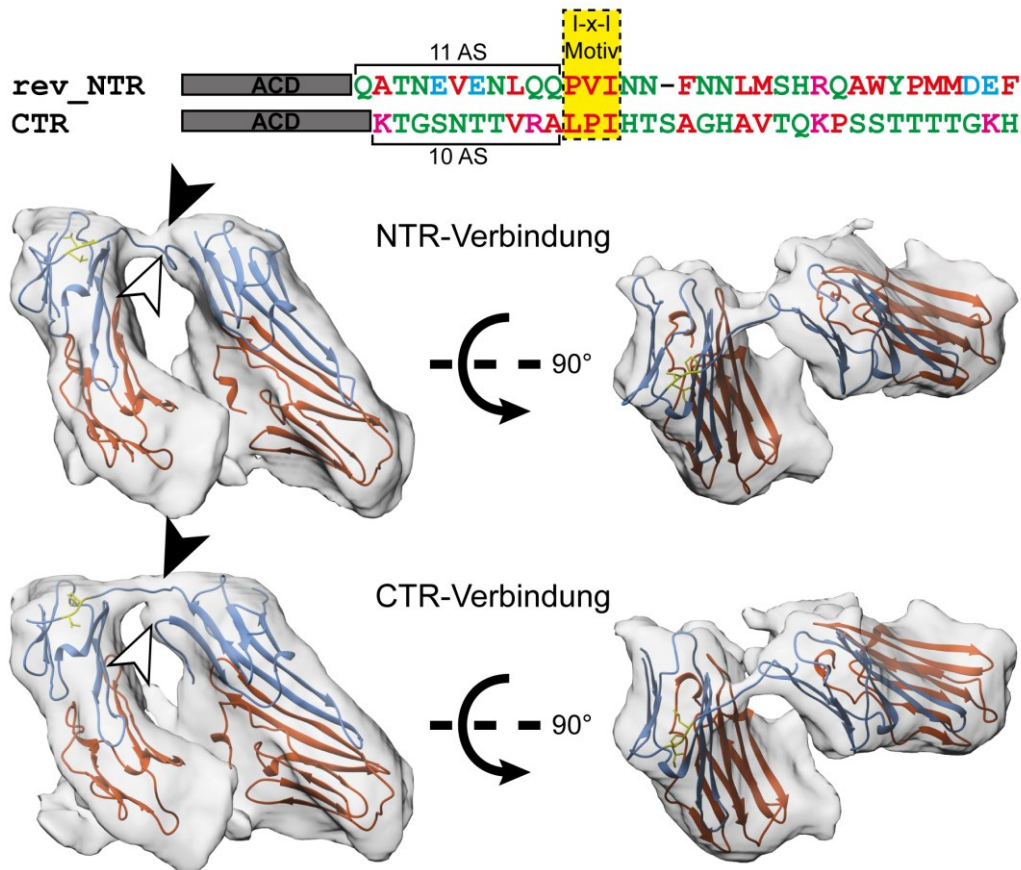 I-x-I
Motiv
11 AS
rev_NTR ACD QATNEVENLQQPVINN-FNNLMSHRQAWYPMMDEF
CTR ACD KTGSNTTVRALPIHTSAGHAVTQKPSSTTTTGKH
10 AS
NTR-Verbindung
90°
CTR-Verbindung
90°